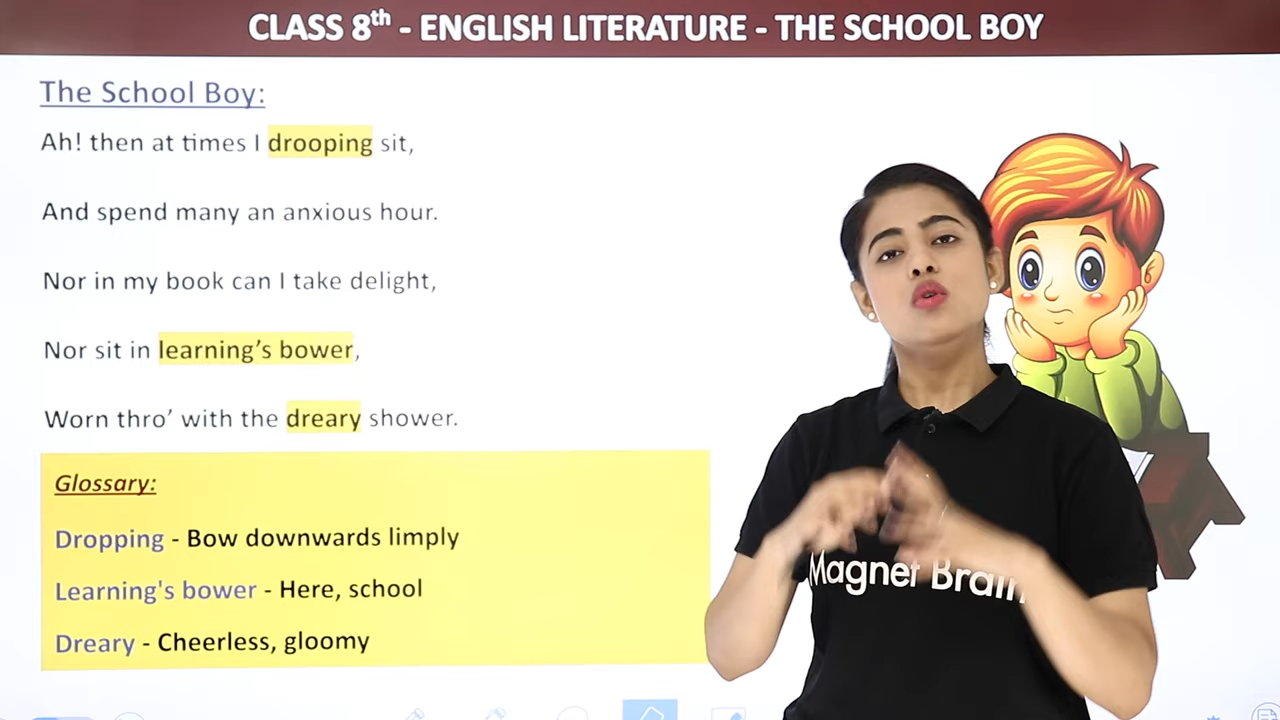 CLASS 8th - ENGLISH LITERATURE - THE SCHOOL BOY
The School Boy:
Ah! then at times I drooping sit,
And spend many an anxious hour.
Nor in my book can I take delight,
Nor sit in learning's bower,
Worn thro' with the dreary shower.
Glossary:
Dropping - Bow downwards limply
Learning's bower - Here, school
Dreary - Cheerless, gloomy
Magnet Brain